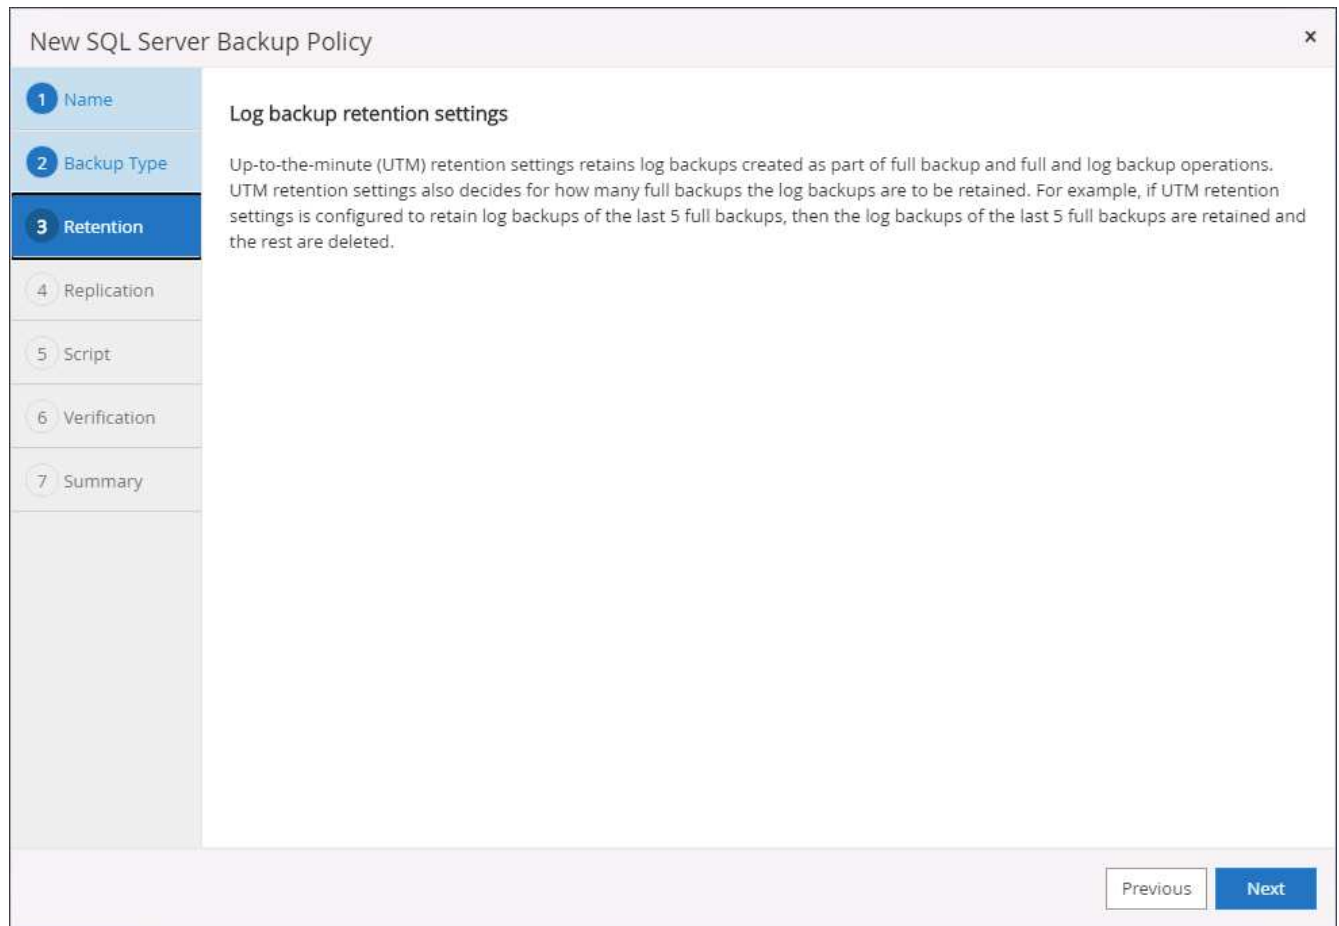 New SQL Server Backup Policy
x
1 Name
2 Backup Type
3 Retention
4 Replication
5 Script
6 Verification
7 Summary
Log backup retention settings
Up-to-the-minute (UTM) retention settings retains log backups created as part of full backup and full and log backup operations.
UTM retention settings also decides for how many full backups the log backups are to be retained. For example, if UTM retention
settings is configured to retain log backups of the last 5 full backups, then the log backups of the last 5 full backups are retained and
the rest are deleted.
Previous
Next